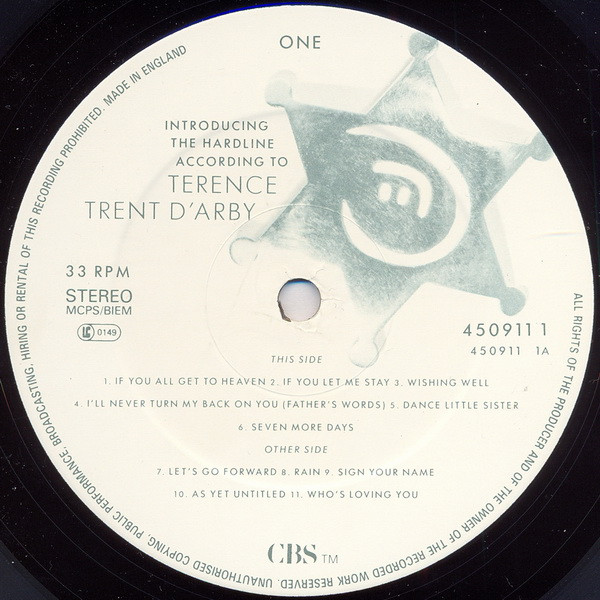 ONE
INTRODUCING
THE HARDLINE
ACCORDING TO
TERENCE
TRENT D'ARBY
33 RPM
STEREO
MCPS/BIEM
LC 0149
450911 1
450911 1A
THIS SIDE
1. IF YOU ALL GET TO HEAVEN 2. IF YOU LET ME STAY 3. WISHING WELL
4. I'LL NEVER TURN MY BACK ON YOU (FATHER'S WORDS) 5. DANCE LITTLE SISTER
6. SEVEN MORE DAYS
OTHER SIDE
7. LET'S GO FORWARD 8. RAIN 9. SIGN YOUR NAME
10. AS YET UNTITLED 11. WHO'S LOVING YOU
CBS TM
ALL RIGHTS OF THE PRODUCER AND OF THE OWNER OF THE RECORDED WORK RESERVED. UNAUTHORISED COPYING, PUBLIC PERFORMANCE, BROADCASTING, HIRING OR RENTAL OF THIS RECORDING PROHIBITED. MADE IN ENGLAND